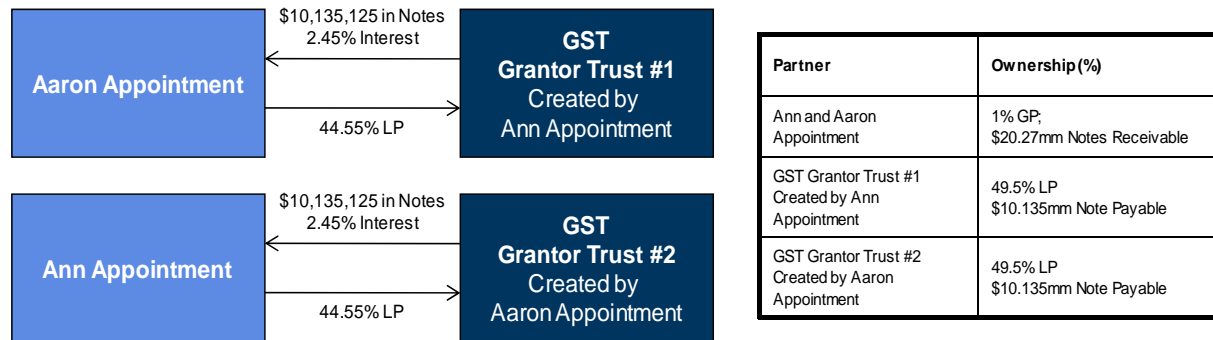 $10,135,125 in Notes
2.45% Interest
Aaron Appointment
44.55% LP
GST
Grantor Trust #1
Created by
Ann Appointment
$10,135,125 in Notes
2.45% Interest
Ann Appointment
44.55% LP
GST
Grantor Trust #2
Created by
Aaron Appointment
Partner Ownership (%)
Ann and Aaron
Appointment
1% GP;
$20.27mm Notes Receivable
GST Grantor Trust #1
Created by Ann
Appointment
49.5% LP
$10.135mm Note Payable
GST Grantor Trust #2
Created by Aaron
Appointment
49.5% LP
$10.135mm Note Payable